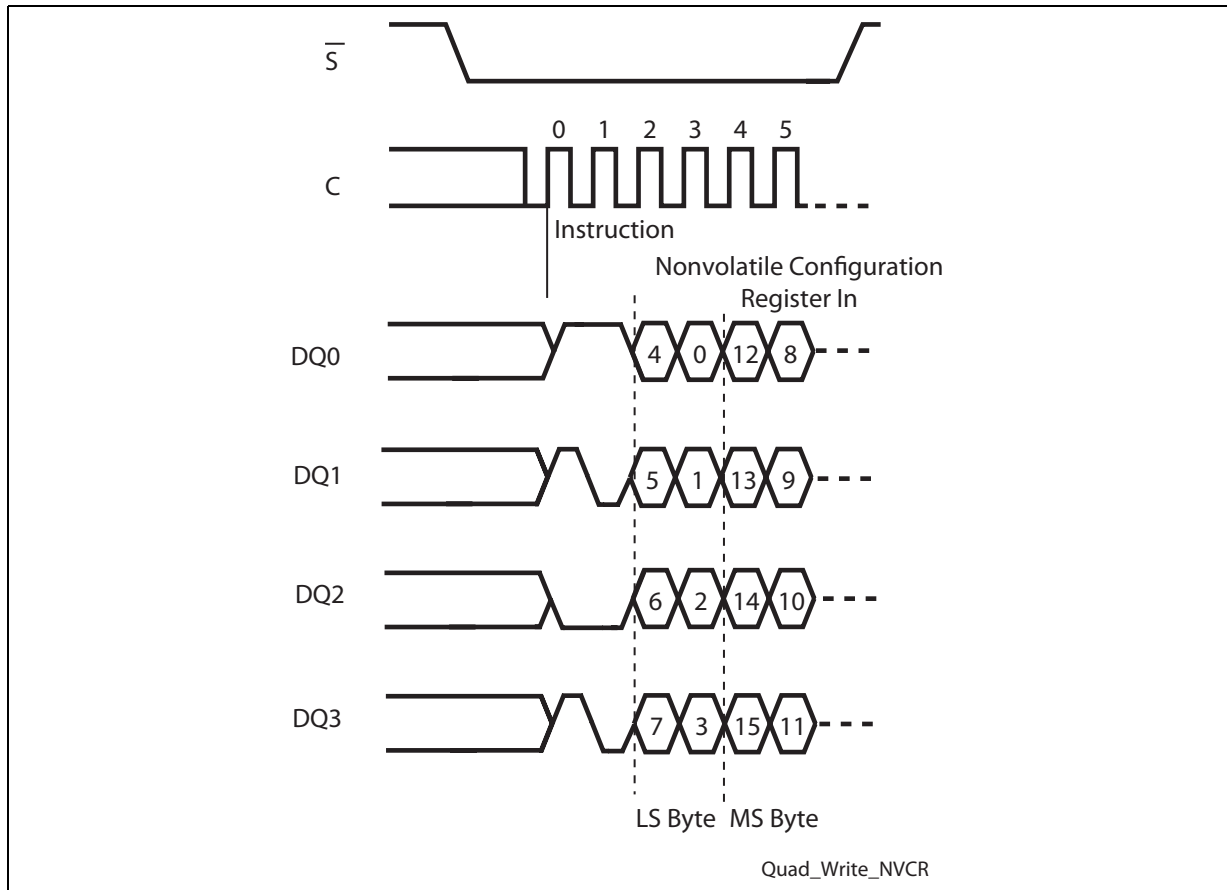 S
0 1 2 3 4 5
C
Instruction
Nonvolatile Configuration
Register In
DQ0
4 0 12 8
DQ1
5 1 13 9
DQ2
6 2 14 10
DQ3
7 3 15 11
LS Byte MS Byte
Quad_Write_NVCR